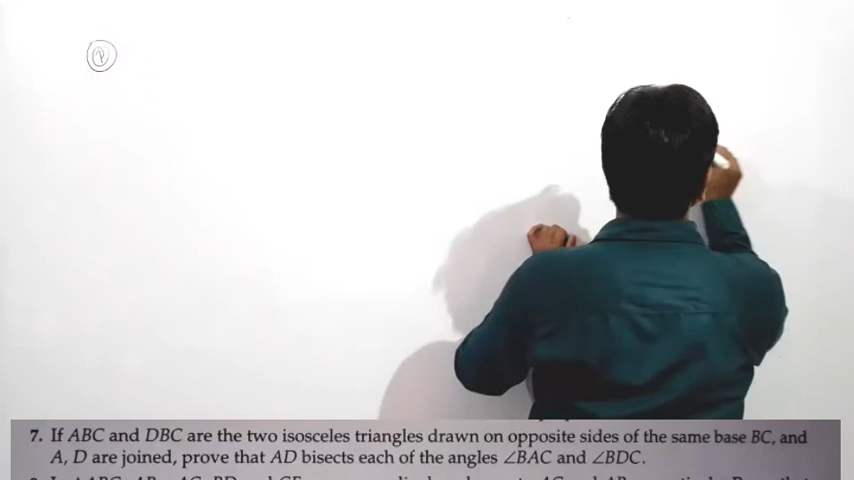 7. If ABC and DBC are the two isosceles triangles drawn on opposite sides of the same base BC, and
A, D are joined, prove that AD bisects each of the angles ∠BAC and ∠BDC.